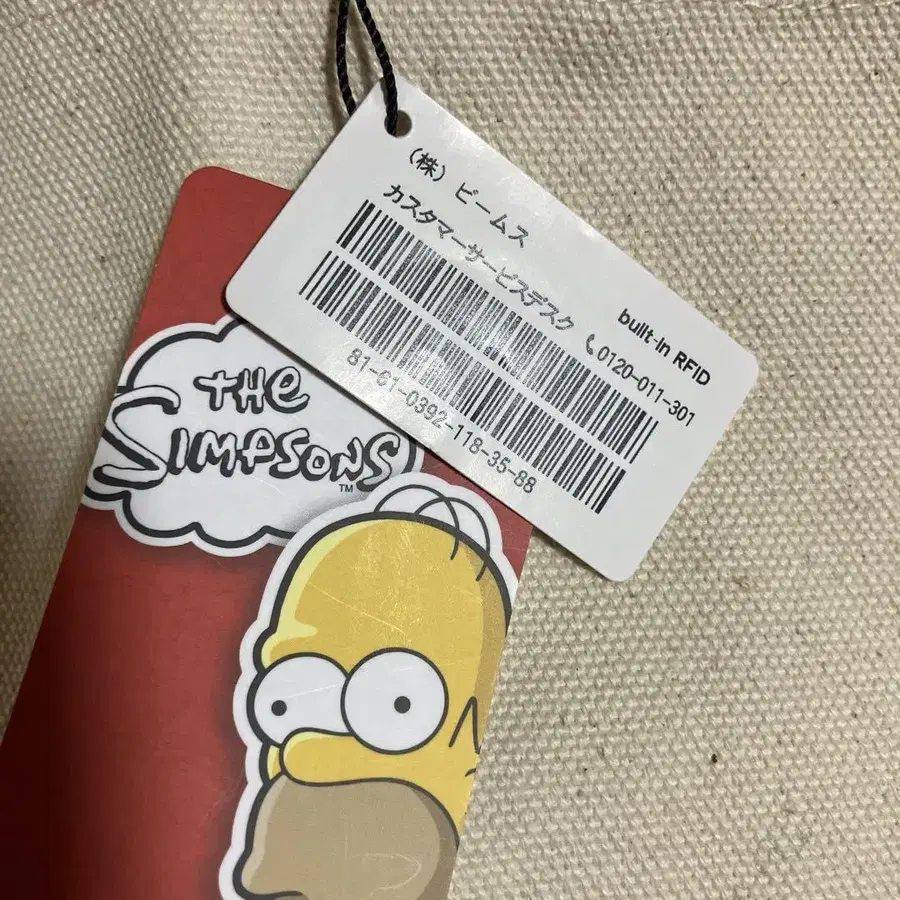 (株) ビームス
カスタマーサービスデスク 📞0120-011-301
built-in RFID
81-61-0392-118-35-88
THE
SIMPSONS
TM